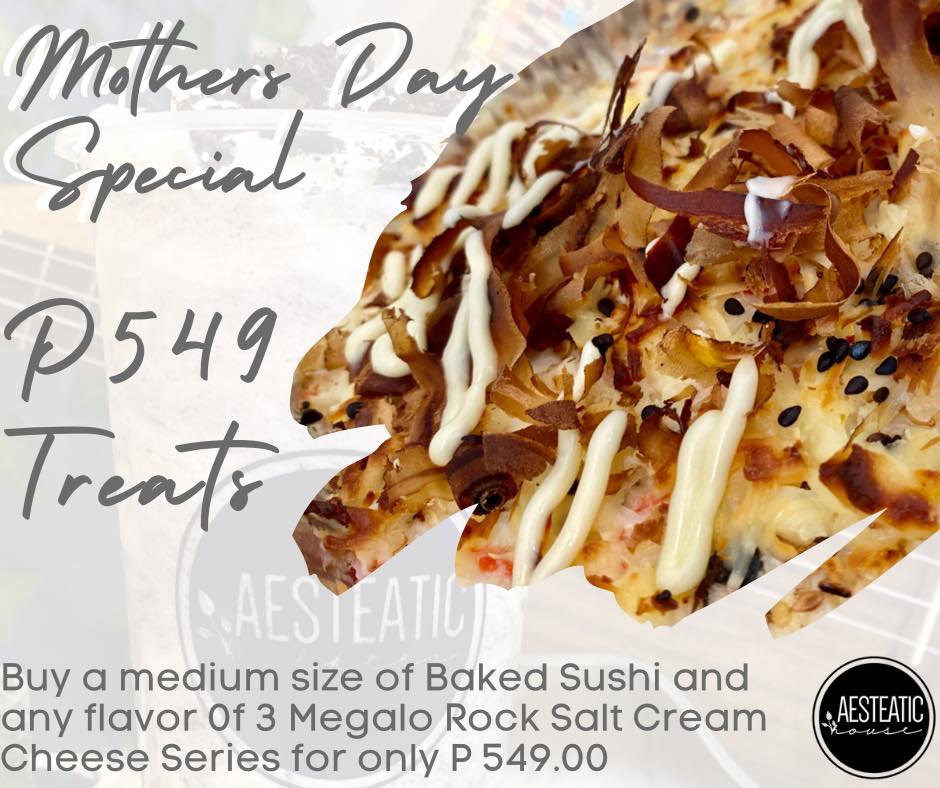 Mothers Day
Special
P549
Treats
AESTEATIC
Buy a medium size of Baked Sushi and
any flavor 0f 3 Megalo Rock Salt Cream
Cheese Series for only P 549.00
AESTEATIC
house